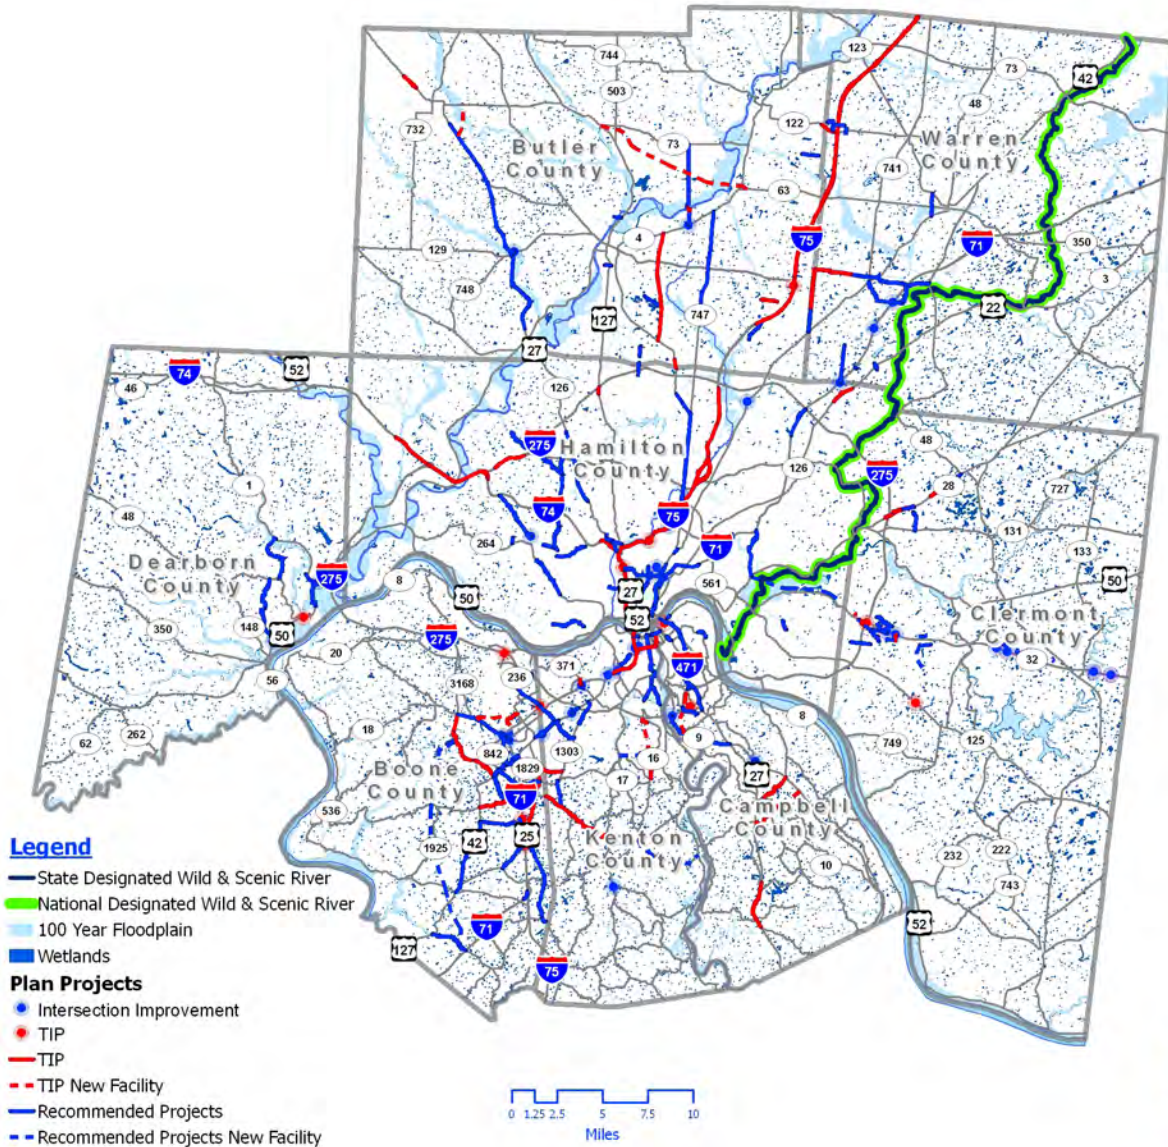 123
744
73
42
503
48
732
122
Warren
County
Butler
County
73
741
63
71
350
4
75
129
3
748
22
747
127
27
52
74
46
126
275
Hamilton
County
48
275
126
28
727
1
74
75
131
48
71
133
264
Dearborn
County
275
8
561
50
50
27
Clermont
County
52
350
148
50
275
32
20
371
471
56
236
3168
8
18
9
749
125
62
262
842
1303
16
27
1829
17
Boone
County
71
Campbell
County
536
42
25
1925
Kenton
County
10
232
222
743
52
71
127
75
Legend
State Designated Wild & Scenic River
National Designated Wild & Scenic River
100 Year Floodplain
Wetlands
Plan Projects
Intersection Improvement
TIP
TIP
TIP New Facility
Recommended Projects
Recommended Projects New Facility
0 1.25 2.5 5 7.5 10
Miles